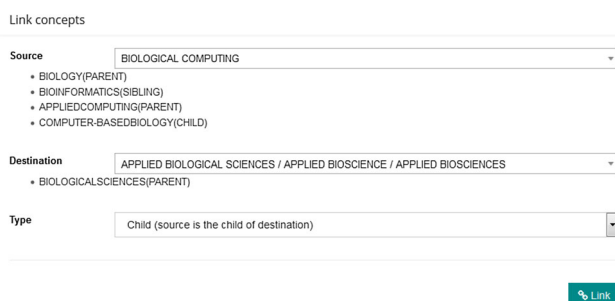 Link concepts
Source BIOLOGICAL COMPUTING
BIOLOGY(PARENT)
BIOINFORMATICS(SIBLING)
APPLIEDCOMPUTING(PARENT)
COMPUTER-BASEDBIOLOGY(CHILD)
Destination APPLIED BIOLOGICAL SCIENCES / APPLIED BIOSCIENCE / APPLIED BIOSCIENCES
BIOLOGICALSCIENCES(PARENT)
Type Child (source is the child of destination)
Link